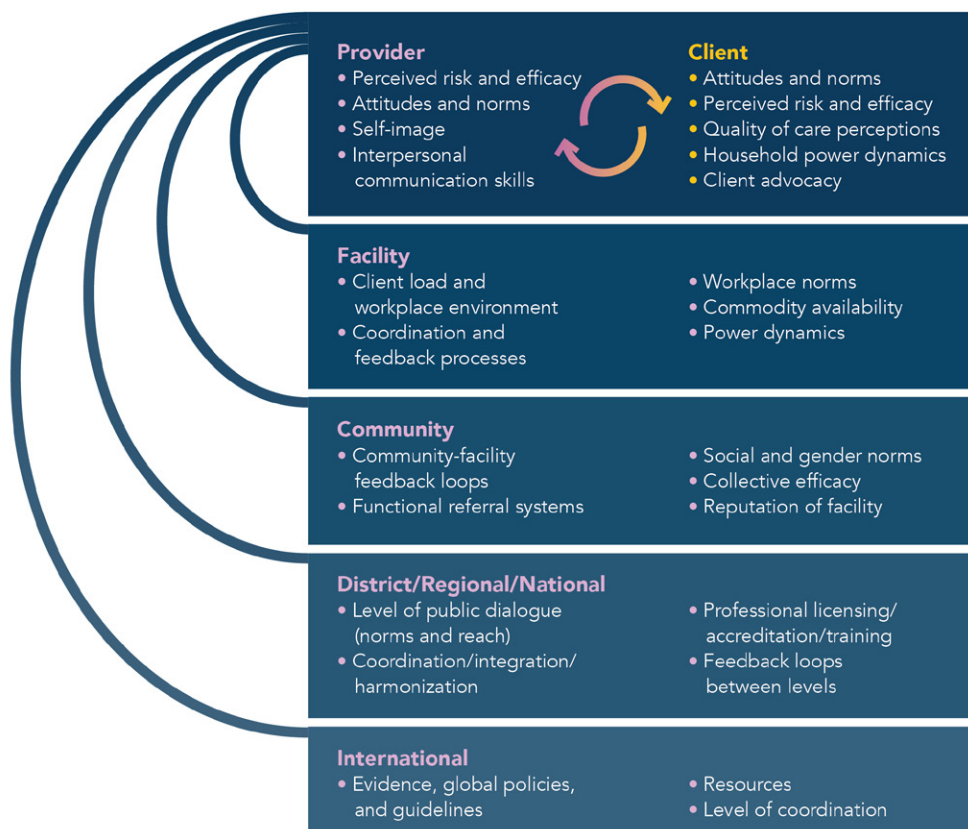 Provider
• Perceived risk and efficacy
• Attitudes and norms
• Self-image
• Interpersonal
communication skills
Client
• Attitudes and norms
• Perceived risk and efficacy
• Quality of care perceptions
• Household power dynamics
• Client advocacy
Facility
• Client load and
workplace environment
• Coordination and
feedback processes
• Workplace norms
• Commodity availability
• Power dynamics
Community
• Community-facility
feedback loops
• Functional referral systems
• Social and gender norms
• Collective efficacy
• Reputation of facility
District/Regional/National
• Level of public dialogue
(norms and reach)
• Coordination/integration/
harmonization
• Professional licensing/
accreditation/training
• Feedback loops
between levels
International
• Evidence, global policies,
and guidelines
• Resources
• Level of coordination